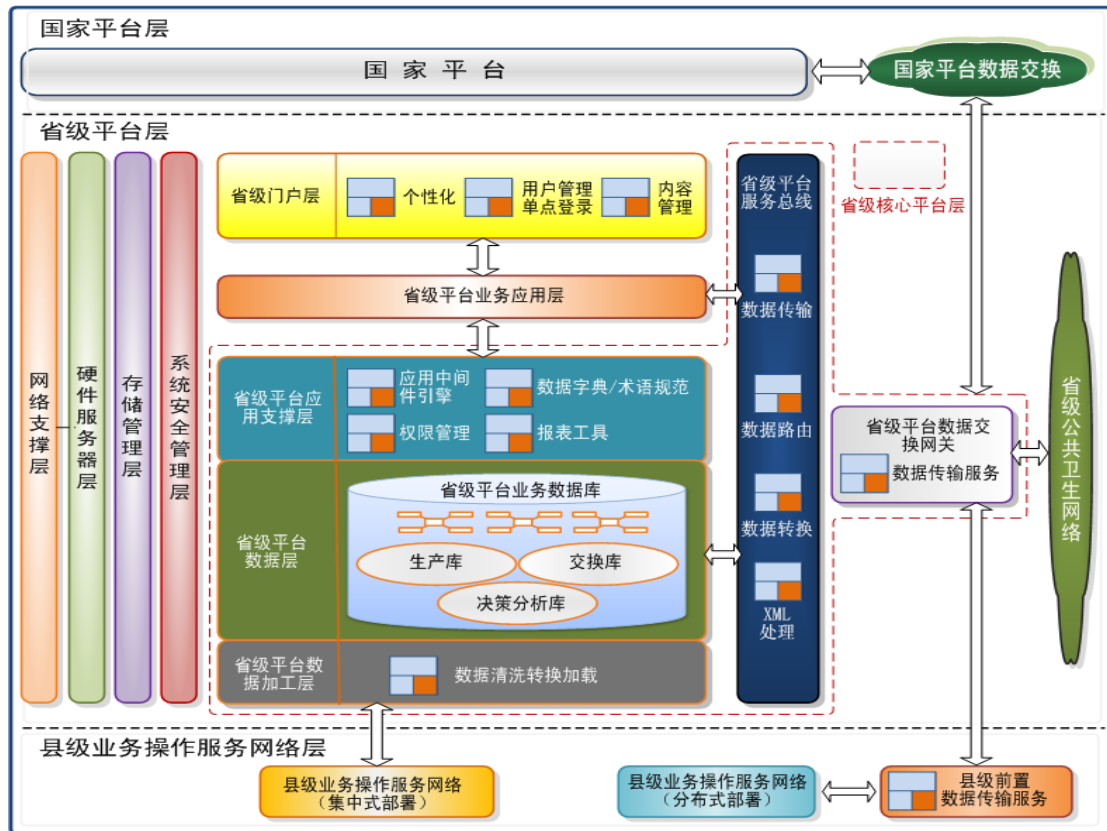 国家平台层
国 家 平 台
国家平台数据交换
省级平台层
网络支撑层
硬件服务器层
存储管理层
系统安全管理层
省级门户层
个性化
用户管理
单点登录
内容
管理
省级平台
服务总线
省级核心平台层
省级平台业务应用层
数据传输
省级平台应
用支撑层
应用中间
件引擎
数据字典/术语规范
权限管理
报表工具
数据路由
省级平台数据交
换网关
数据传输服务
省级公共卫生网络
省级平台
数据层
省级平台业务数据库
生产库
交换库
决策分析库
数据转换
XML
处理
省级平台数
据加工层
数据清洗转换加载
县级业务操作服务网络层
县级业务操作服务网络
（集中式部署）
县级业务操作服务网络
（分布式部署）
县级前置
数据传输服务